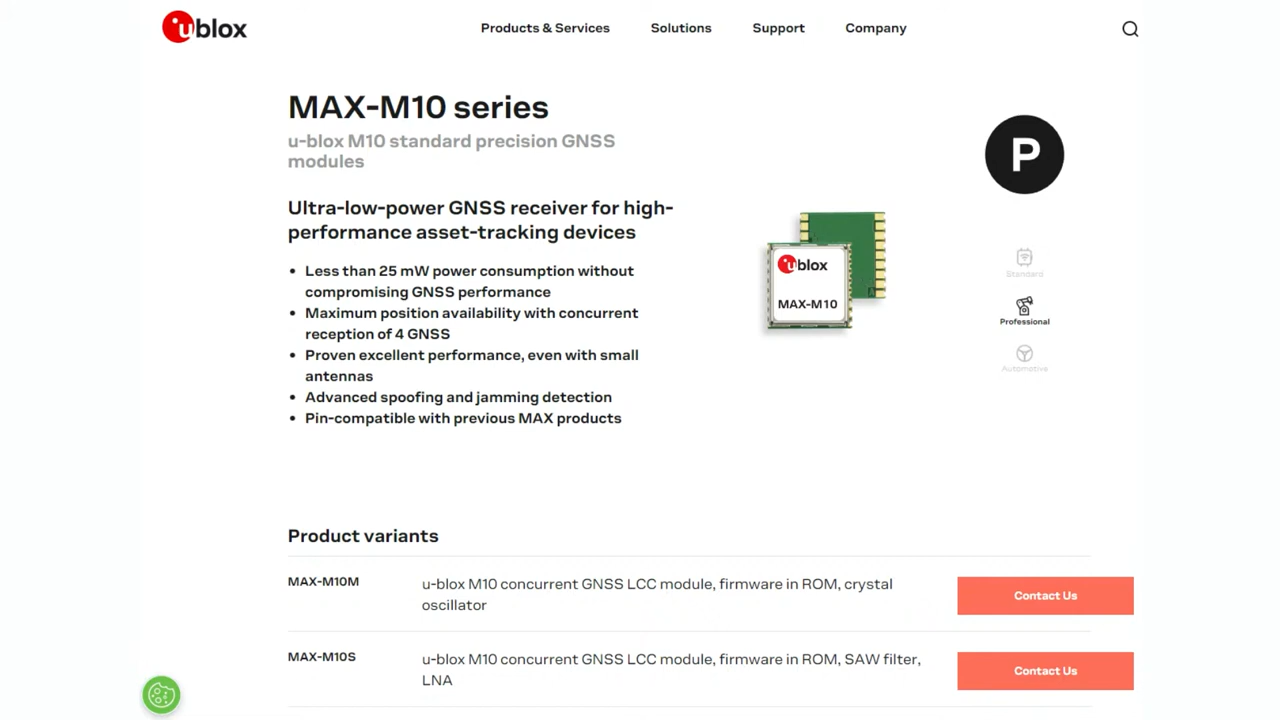 ublox
Products & Services Solutions Support Company
MAX-M10 series
u-blox M10 standard precision GNSS
modules
P
Ultra-low-power GNSS receiver for high-
performance asset-tracking devices
• Less than 25 mW power consumption without
compromising GNSS performance
• Maximum position availability with concurrent
reception of 4 GNSS
• Proven excellent performance, even with small
antennas
• Advanced spoofing and jamming detection
• Pin-compatible with previous MAX products
ublox
MAX-M10
Standard
Professional
Automotive
Product variants
MAX-M10M
u-blox M10 concurrent GNSS LCC module, firmware in ROM, crystal
oscillator
Contact Us
MAX-M10S
u-blox M10 concurrent GNSS LCC module, firmware in ROM, SAW filter,
LNA
Contact Us